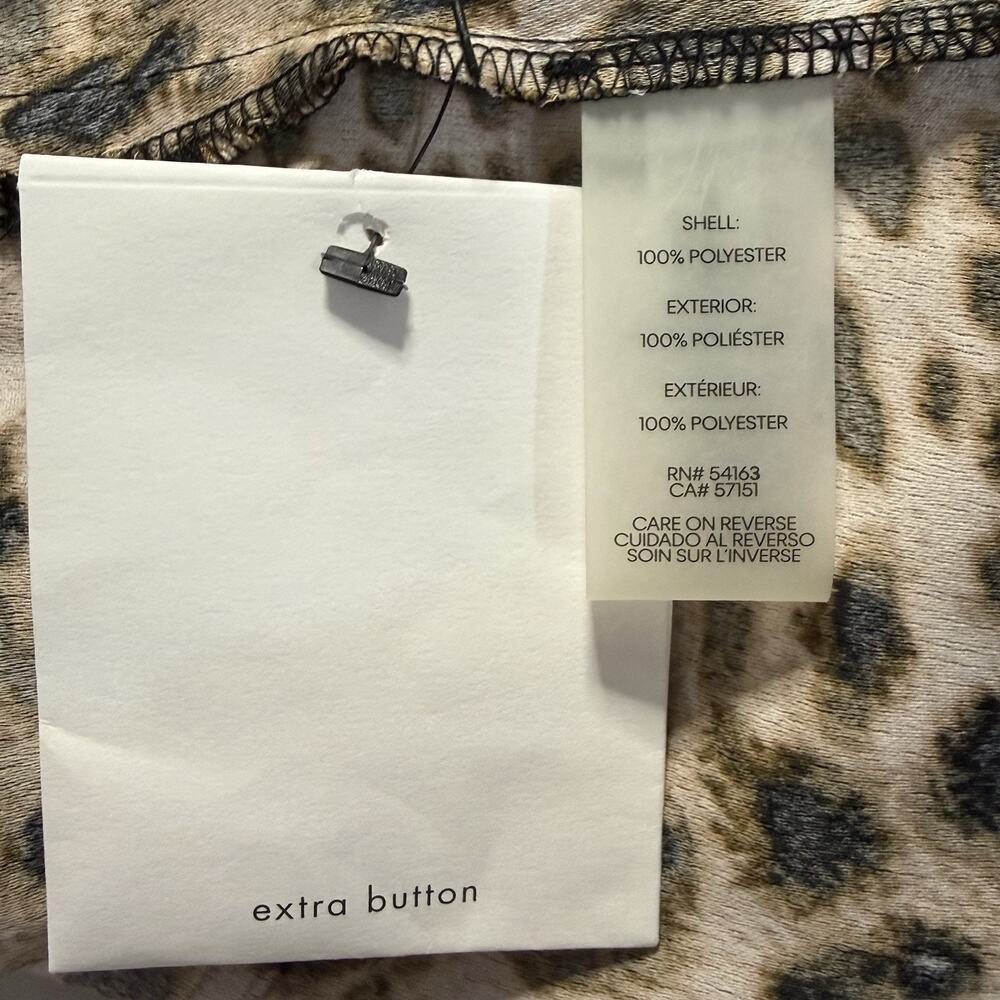 SHELL:
100% POLYESTER
EXTERIOR:
100% POLIÉSTER
EXTÉRIEUR:
100% POLYESTER
RN# 54163
CA# 57151
CARE ON REVERSE
CUIDADO AL REVERSO
SOIN SUR L'INVERSE
extra button